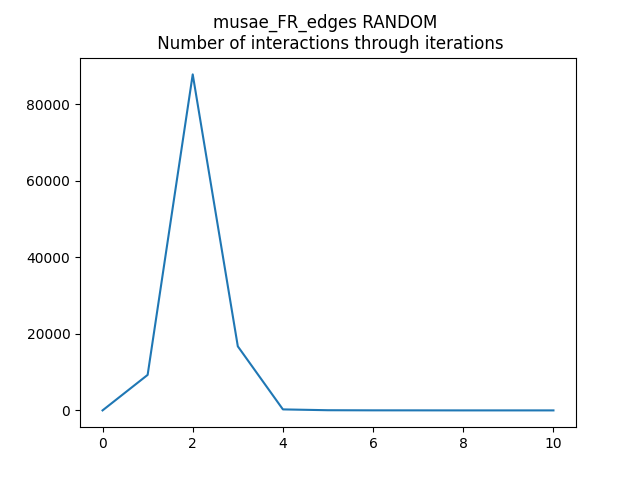 musae_FR_edges RANDOM
Number of interactions through iterations
80000
60000
40000
20000
0
0 2 4 6 8 10